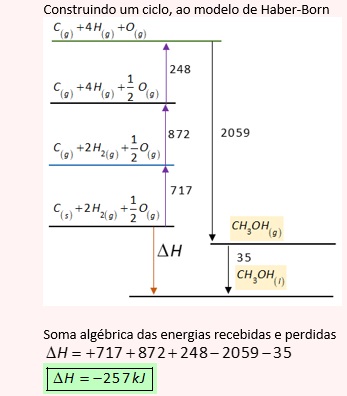 Construindo um ciclo, ao modelo de Haber-Born
C(g) +4H(g) +O(g)
248
C(g) +4H(g) + 1/2 O(g)
872
2059
C(g) +2H2(g) + 1/2 O(g)
717
C(s) +2H2(g) + 1/2 O(g)
CH3OH(g)
ΔH
35
CH3OH(l)
Soma algébrica das energias recebidas e perdidas
ΔH = +717 + 872 + 248 − 2059 − 35
ΔH = −257 kJ